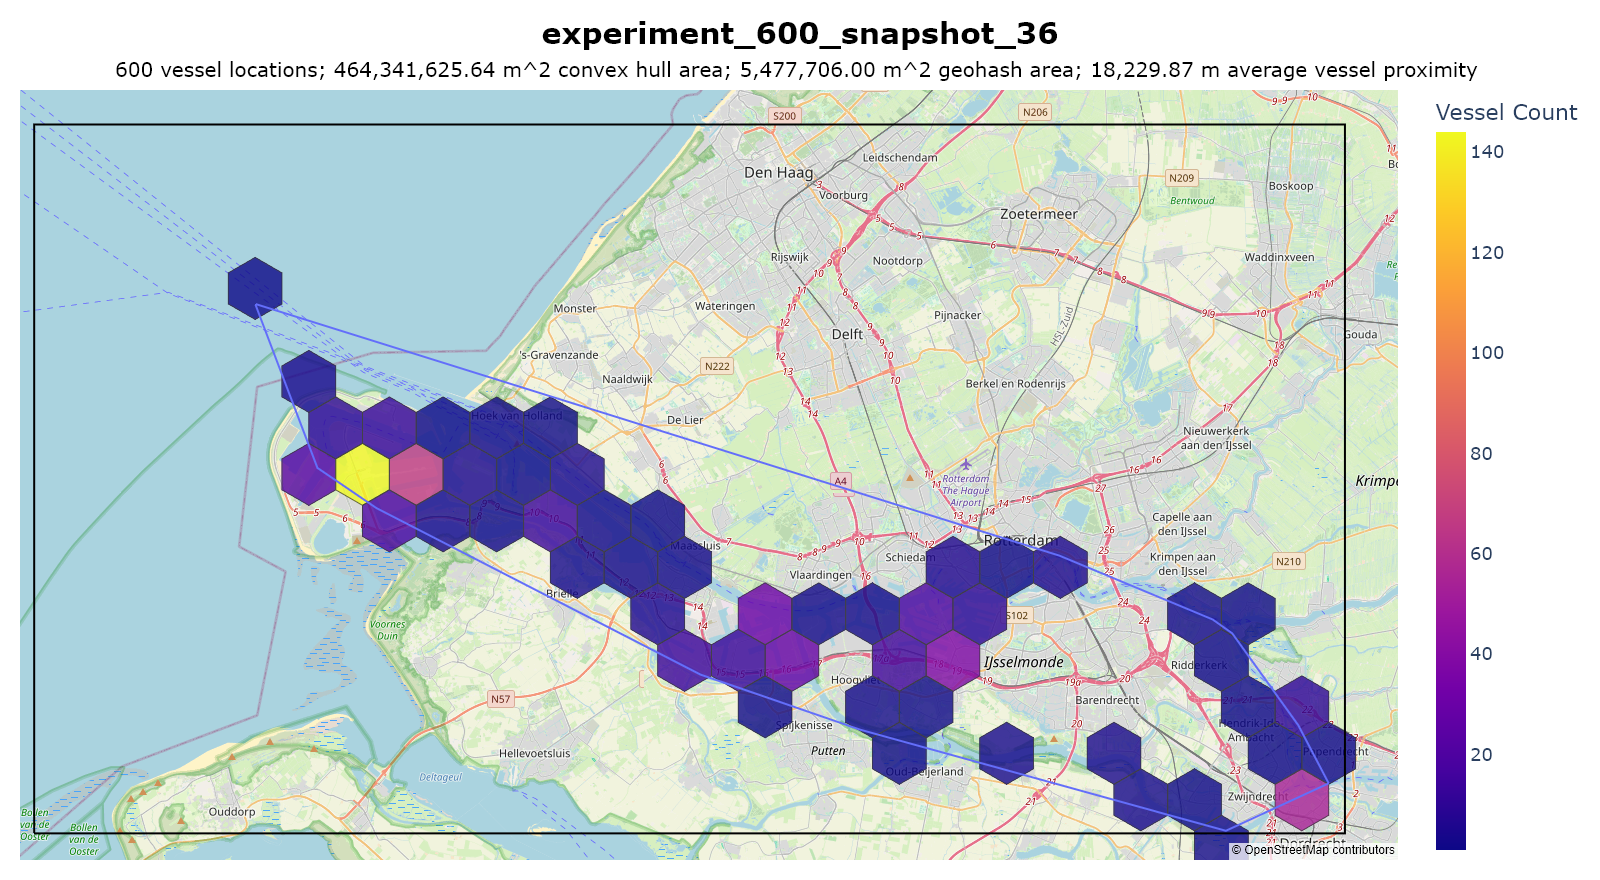 experiment_600_snapshot_36
600 vessel locations; 464,341,625.64 m^2 convex hull area; 5,477,706.00 m^2 geohash area; 18,229.87 m average vessel proximity
Vessel Count
140
120
100
80
60
40
20
S200
N206
9 9
10
11
Den Haag
Leidschendam
Voorburg
N209
Boskoop
Bentwoud
Zoetermeer
Rijswijk
Nootdorp
Waddinxveen
Monster
Wateringen
Pijnacker
Delft
HSL-Zuid
Gouda
's-Gravenzande
N222
Naaldwijk
Berkel en Rodenrijs
De Lier
Hoek van Holland
Nieuwerkerk
aan den IJssel
A4
Rotterdam
The Hague
Airport
Krimpe
Capelle aan
den IJssel
Rotterdam
Maassluis
Schiedam
Krimpen aan
den IJssel
N210
Vlaardingen
Brielle
S102
Voornes
Duin
IJsselmonde
Ridderkerk
Hoogvliet
N57
Barendrecht
Spijkenisse
Hendrik-Ido-
Ambacht
Putten
Papendrecht
Hellevoetsluis
Oud-Beijerland
Deltageul
Zwijndrecht
Ouddorp
Bollen
van de
Ooster
Bollen
van de
Ooster
Dordrecht
© OpenStreetMap contributors